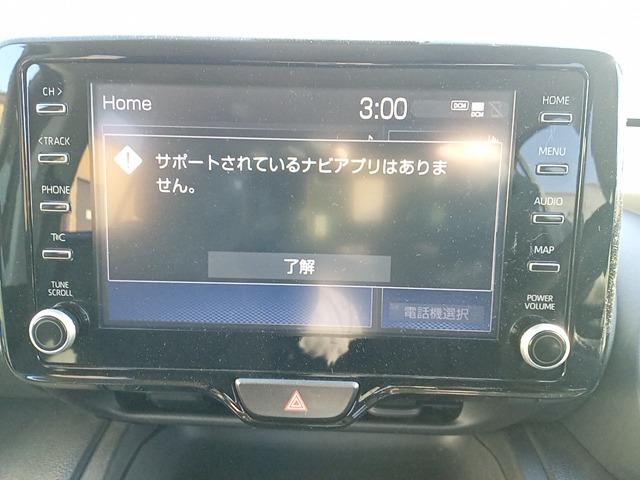 CH >
Home
3:00
DCM
DCM
HOME
< TRACK
サポートされているナビアプリはありま
せん。
MENU
PHONE
AUDIO
了解
MAP
TUNE
SCROLL
電話機選択
POWER
VOLUME